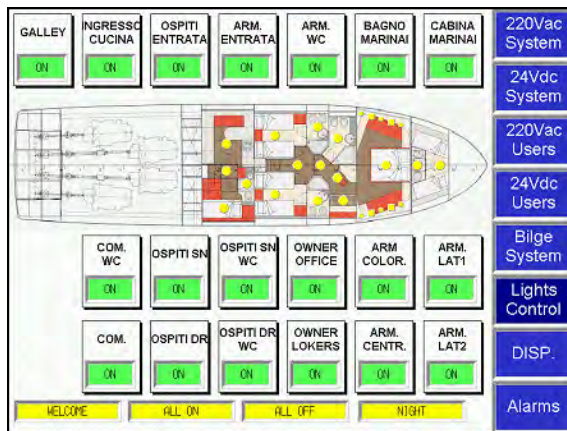 GALLEY
ON
INGRESSO
CUCINA
ON
OSPITI
ENTRATA
ON
ARM.
ENTRATA
ON
ARM.
WC
ON
BAGNO
MARINAI
ON
CABINA
MARINAI
ON
COM.
WC
ON
OSPITI SN
ON
OSPITI SN
WC
ON
OWNER
OFFICE
ON
ARM
COLOR.
ON
ARM.
LAT1
ON
COM.
ON
OSPITI DR
ON
OSPITI DR
WC
ON
OWNER
LOKERS
ON
ARM.
CENTR.
ON
ARM.
LAT2
ON
WELCOME
ALL ON
ALL OFF
NIGHT
220Vac
System
24Vdc
System
220Vac
Users
24Vdc
Users
Bilge
System
Lights
Control
DISP.
Alarms